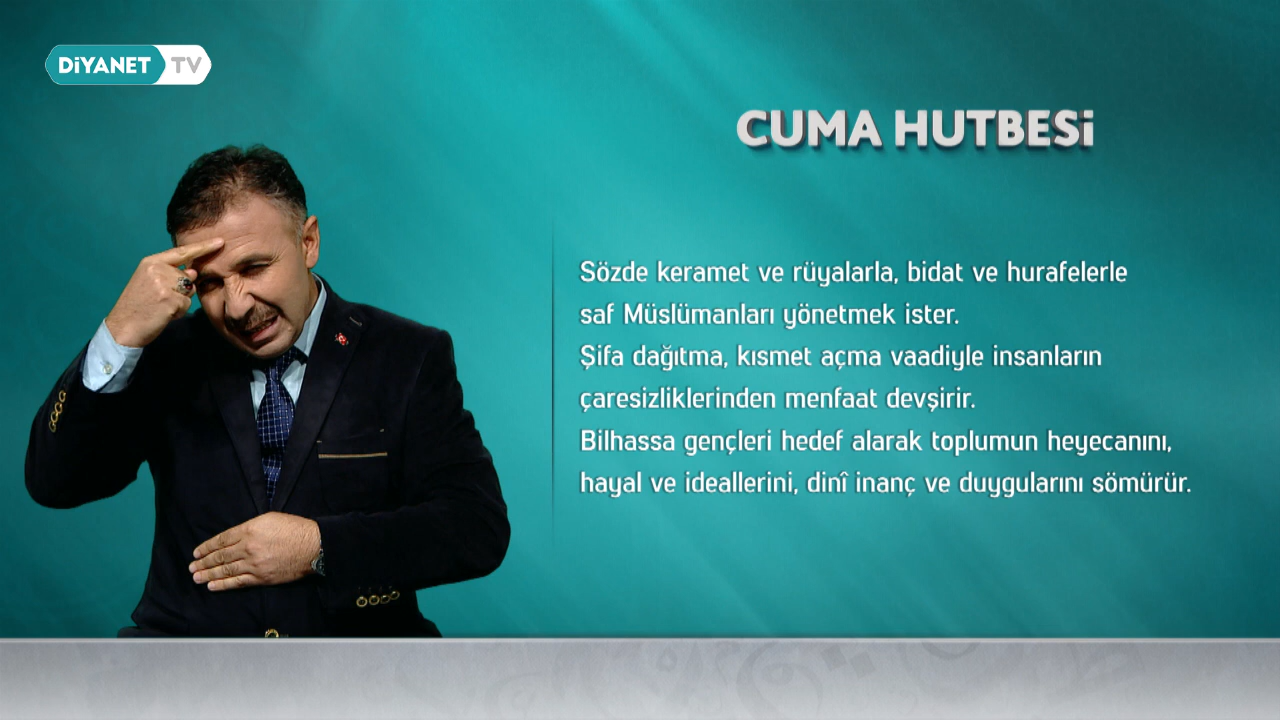 DİYANET TV
CUMA HUTBESİ
Sözde keramet ve rüyalarla, bidat ve hurafelerle
saf Müslümanları yönetmek ister.
Şifa dağıtma, kısmet açma vaadiyle insanların
çaresizliklerinden menfaat devşirir.
Bilhassa gençleri hedef alarak toplumun heyecanını,
hayal ve ideallerini, dinî inanç ve duygularını sömürür.